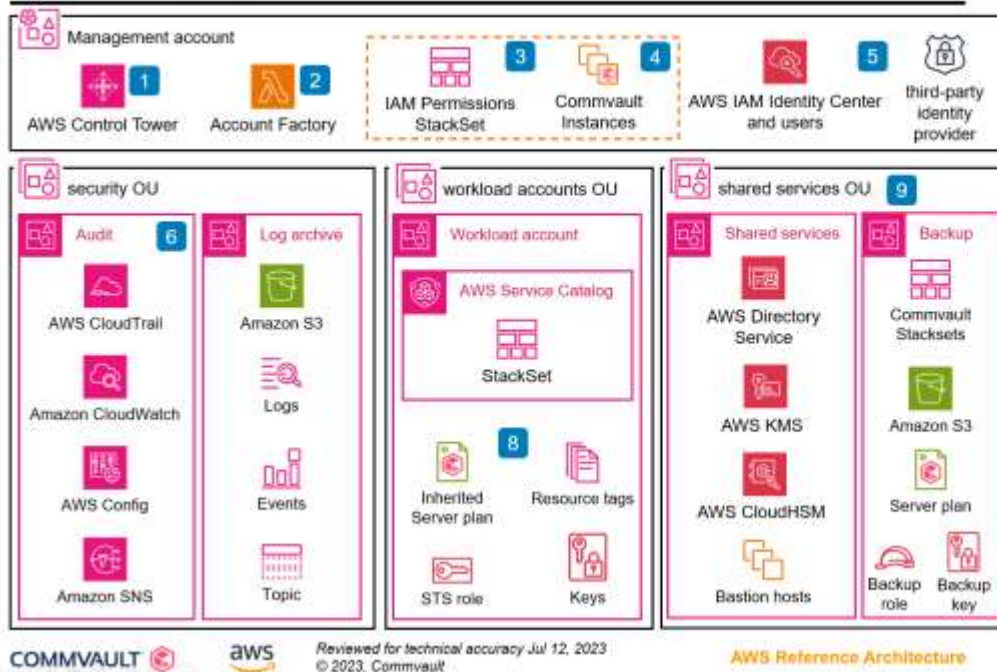 Management account
1
AWS Control Tower
2
Account Factory
3
IAM Permissions
StackSet
4
Commvault
Instances
5
AWS IAM Identity Center
and users
third-party
identity
provider
security OU
Audit
6
AWS CloudTrail
Amazon CloudWatch
AWS Config
Amazon SNS
Log archive
Amazon S3
Logs
Events
Topic
workload accounts OU
Workload account
AWS Service Catalog
StackSet
8
Inherited
Server plan
Resource tags
STS role
Keys
shared services OU
9
Shared services
AWS Directory
Service
AWS KMS
AWS CloudHSM
Bastion hosts
Backup
Commvault
Stacksets
Amazon S3
Server plan
Backup
role
Backup
key
COMMVAULT
aws
Reviewed for technical accuracy Jul 12, 2023
© 2023, Commvault
AWS Reference Architecture